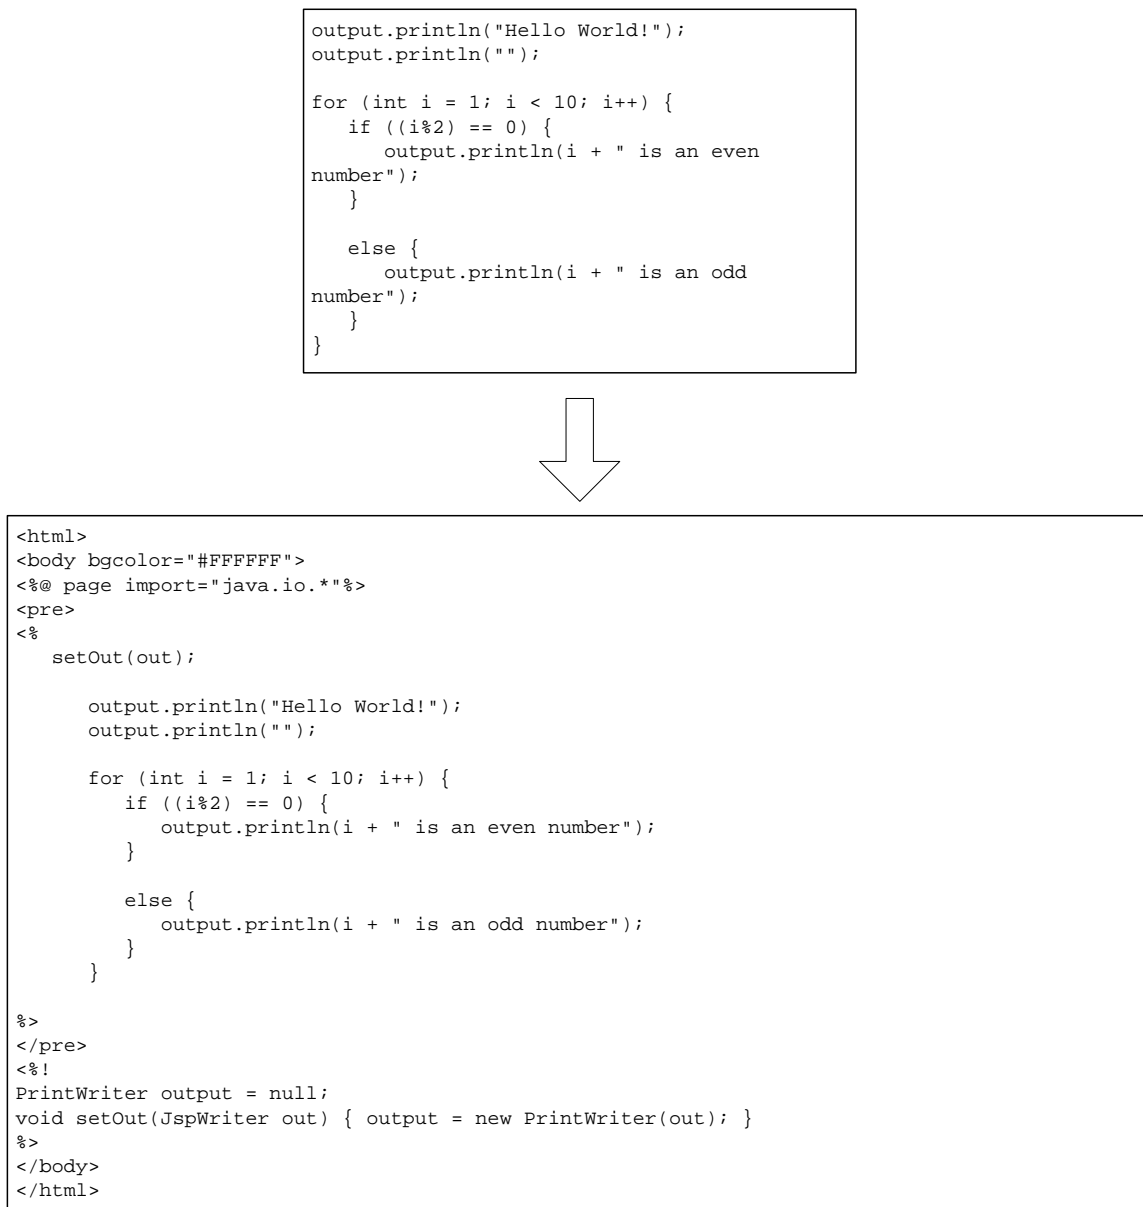 output.println("Hello World!");
output.println("");
for (int i = 1; i < 10; i++) {
   if ((i%2) == 0) {
      output.println(i + " is an even
number");
   }
   else {
      output.println(i + " is an odd
number");
   }
}
<html>
<body bgcolor="#FFFFFF">
<%@ page import="java.io.*"%>
<pre>
<%
   setOut(out);
      output.println("Hello World!");
      output.println("");
      for (int i = 1; i < 10; i++) {
         if ((i%2) == 0) {
            output.println(i + " is an even number");
         }
         else {
            output.println(i + " is an odd number");
         }
      }
%>
</pre>
<%!
PrintWriter output = null;
void setOut(JspWriter out) { output = new PrintWriter(out); }
%>
</body>
</html>